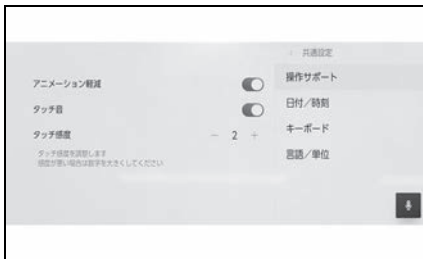 アニメーション軽減
タッチ音
タッチ感度
− 2 +
タッチ感度を調整します
感度が悪い場合は数字を大きくしてください
‹ 共通設定
操作サポート
日付／時刻
キーボード
言語／単位